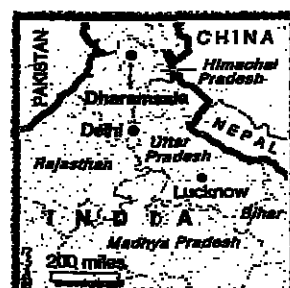 CHINA
PAKISTAN
Himachal
Pradesh
Dharamsala
NEPAL
Delhi
Uttar
Pradesh
Rajasthan
Lucknow
INDIA
Bihar
Madhya Pradesh
200 miles